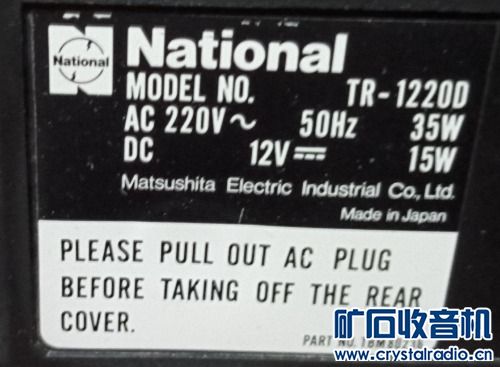 National
National
MODEL NO. TR-1220D
AC 220V～ 50Hz 35W
DC 12V⎓ 15W
Matsushita Electric Industrial Co., Ltd.
Made in Japan
PLEASE PULL OUT AC PLUG
BEFORE TAKING OFF THE REAR
COVER.
PART NO.
矿石收音机
www.crystalradio.cn